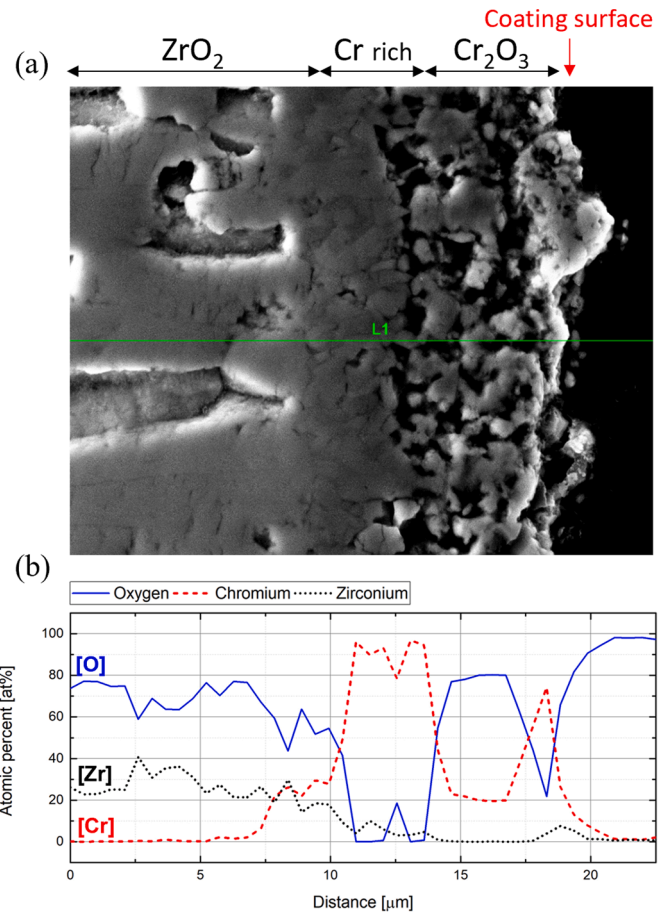 Coating surface
(a)
ZrO₂ Cr rich Cr₂O₃
L1
(b)
Oxygen Chromium Zirconium
100
[O]
80
60
40
[Zr]
20
[Cr]
0
0 5 10 15 20
Atomic percent [at%]
Distance [μm]